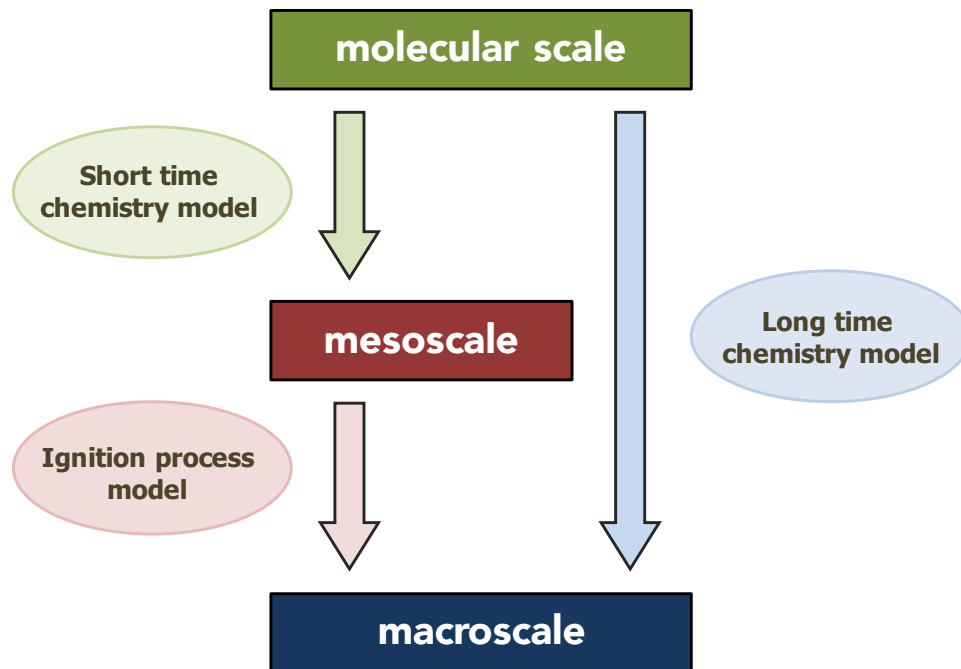 molecular scale
Short time
chemistry model
mesoscale
Long time
chemistry model
Ignition process
model
macroscale